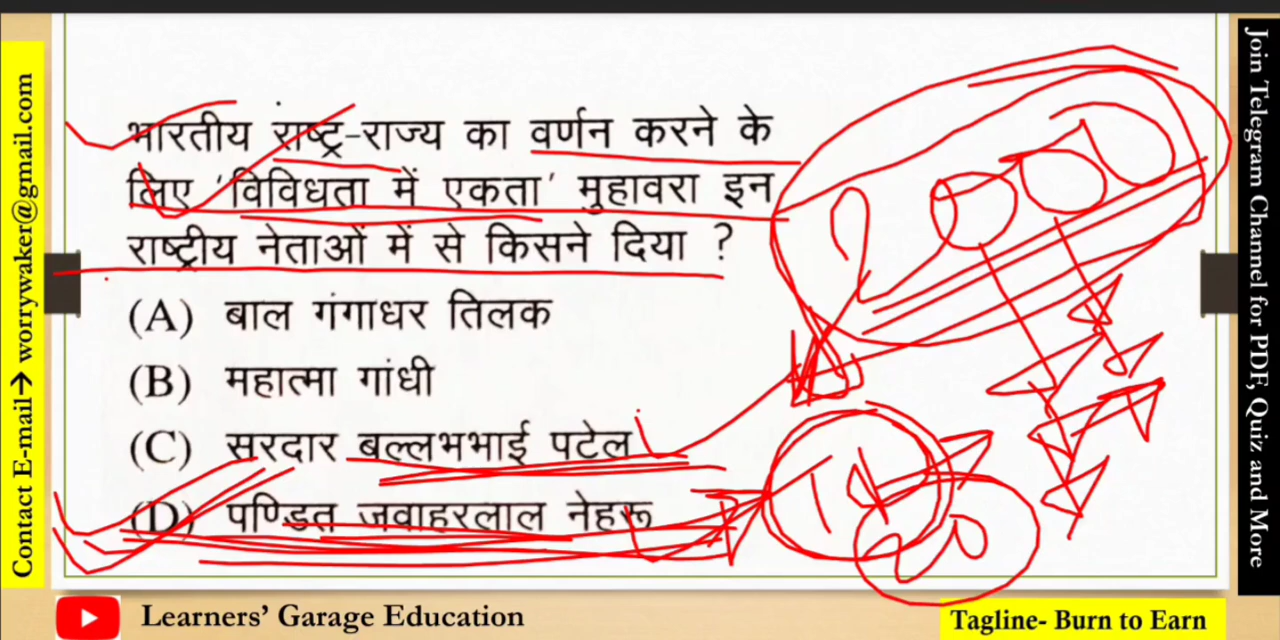 भारतीय राष्ट्र-राज्य का वर्णन करने के
लिए 'विविधता में एकता' मुहावरा इन
राष्ट्रीय नेताओं में से किसने दिया ?
(A) बाल गंगाधर तिलक
(B) महात्मा गांधी
(C) सरदार बल्लभभाई पटेल
(D) पण्डित जवाहरलाल नेहरू
Contact E-mail→ worrywaker@gmail.com
Join Telegram Channel for PDF, Quiz and More
Learners' Garage Education
Tagline- Burn to Earn